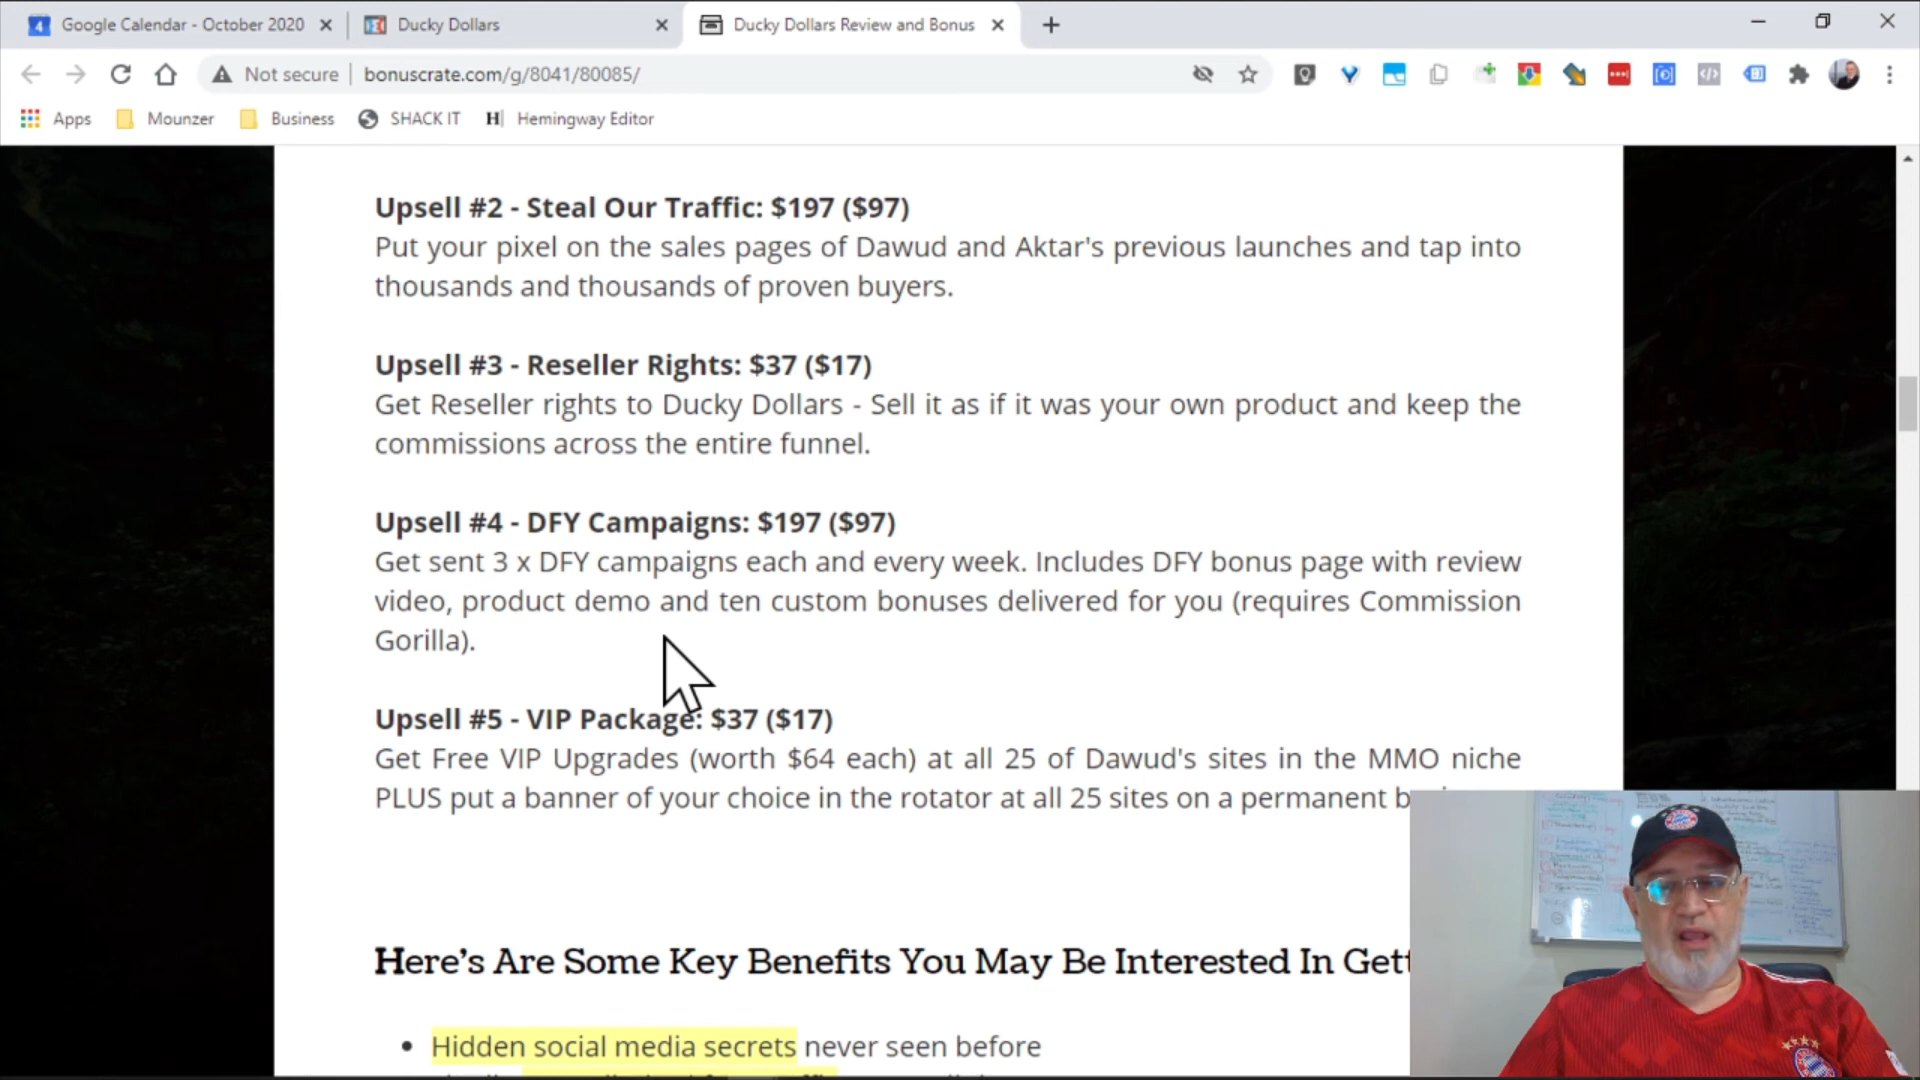 4 Google Calendar - October 2020
Ducky Dollars
Ducky Dollars Review and Bonus
Not secure
bonuscrate.com/g/8041/80085/
Apps
Mounzer
Business
SHACK IT
H Hemingway Editor
Upsell #2 - Steal Our Traffic: $197 ($97)
Put your pixel on the sales pages of Dawud and Aktar's previous launches and tap into
thousands and thousands of proven buyers.
Upsell #3 - Reseller Rights: $37 ($17)
Get Reseller rights to Ducky Dollars - Sell it as if it was your own product and keep the
commissions across the entire funnel.
Upsell #4 - DFY Campaigns: $197 ($97)
Get sent 3 x DFY campaigns each and every week. Includes DFY bonus page with review
video, product demo and ten custom bonuses delivered for you (requires Commission
Gorilla).
Upsell #5 - VIP Package: $37 ($17)
Get Free VIP Upgrades (worth $64 each) at all 25 of Dawud's sites in the MMO niche
PLUS put a banner of your choice in the rotator at all 25 sites on a permanent
Here's Are Some Key Benefits You May Be Interested In
Hidden social media secrets never seen before